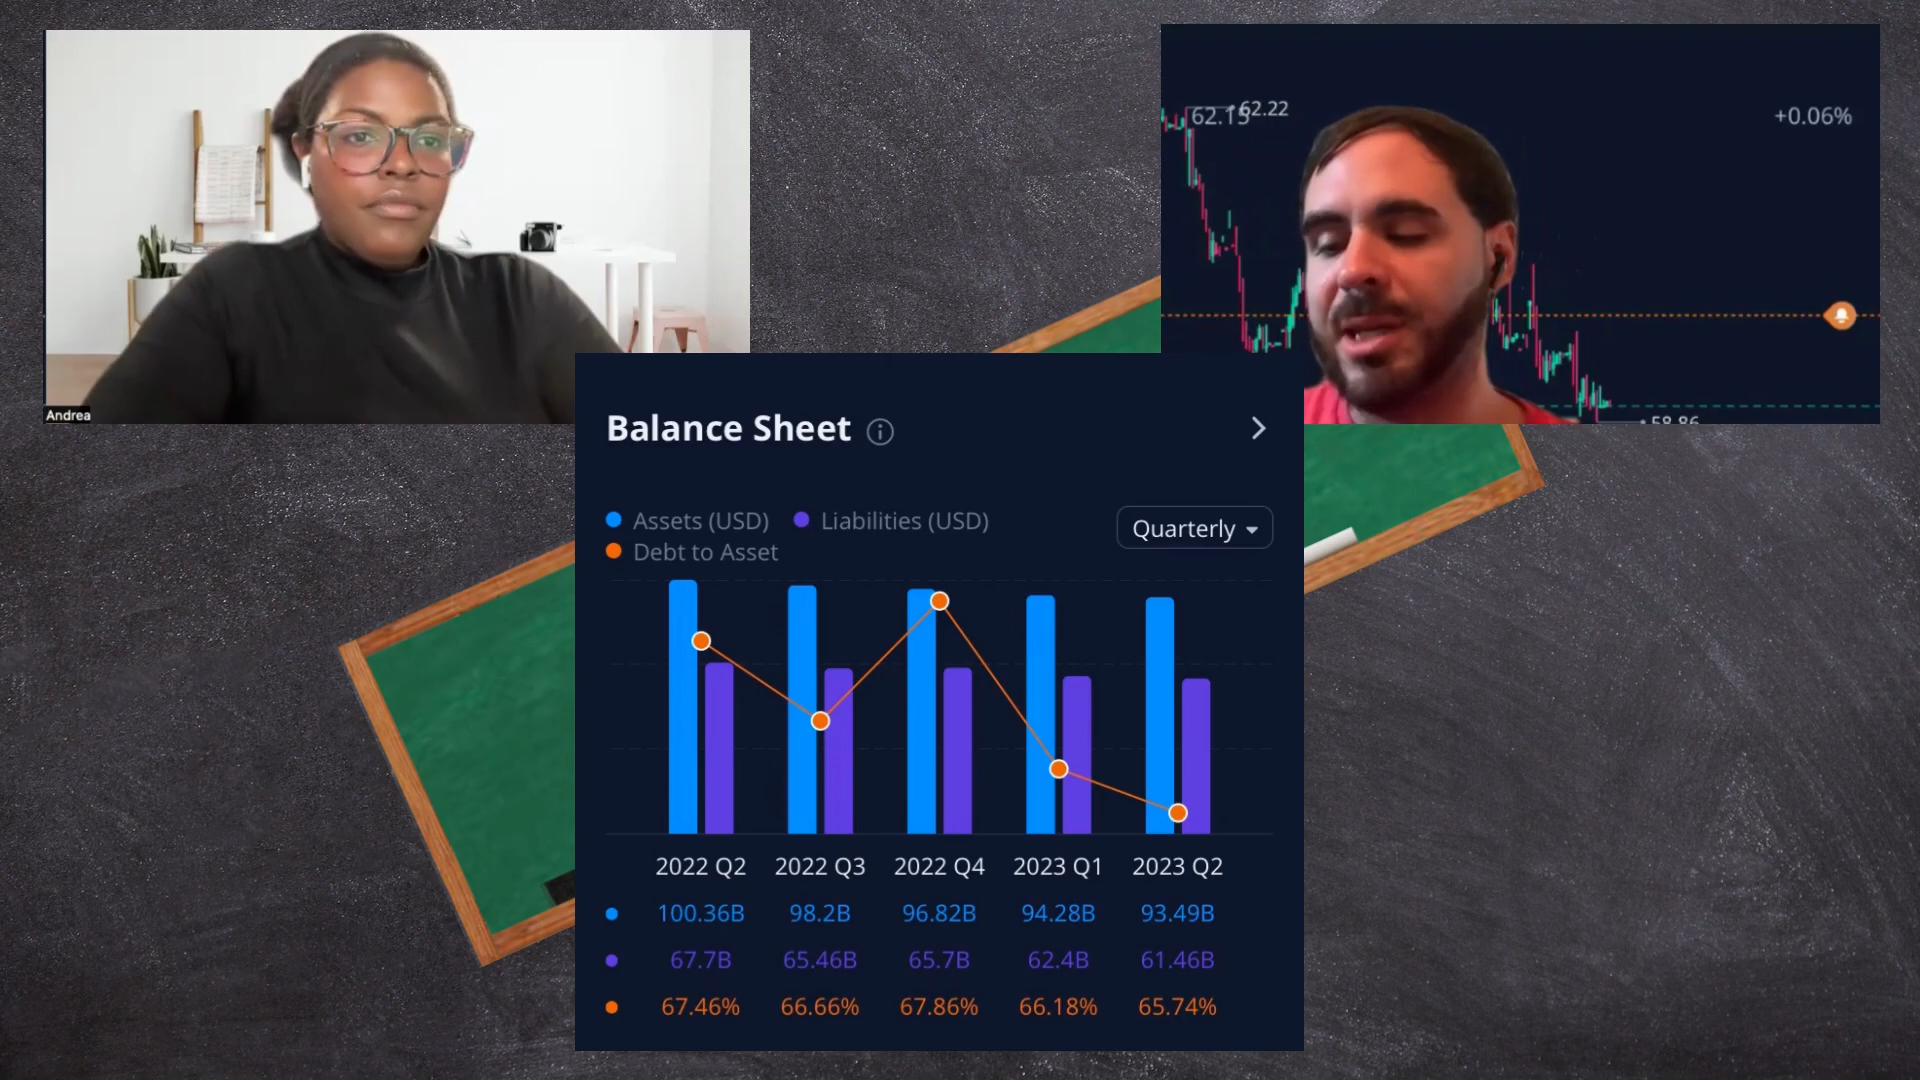 62.15
62.22
+0.06%
Andrea
58.86
Balance Sheet
Assets (USD) Liabilities (USD)
Debt to Asset
Quarterly
2022 Q2 2022 Q3 2022 Q4 2023 Q1 2023 Q2
100.36B 98.2B 96.82B 94.28B 93.49B
67.7B 65.46B 65.7B 62.4B 61.46B
67.46% 66.66% 67.86% 66.18% 65.74%